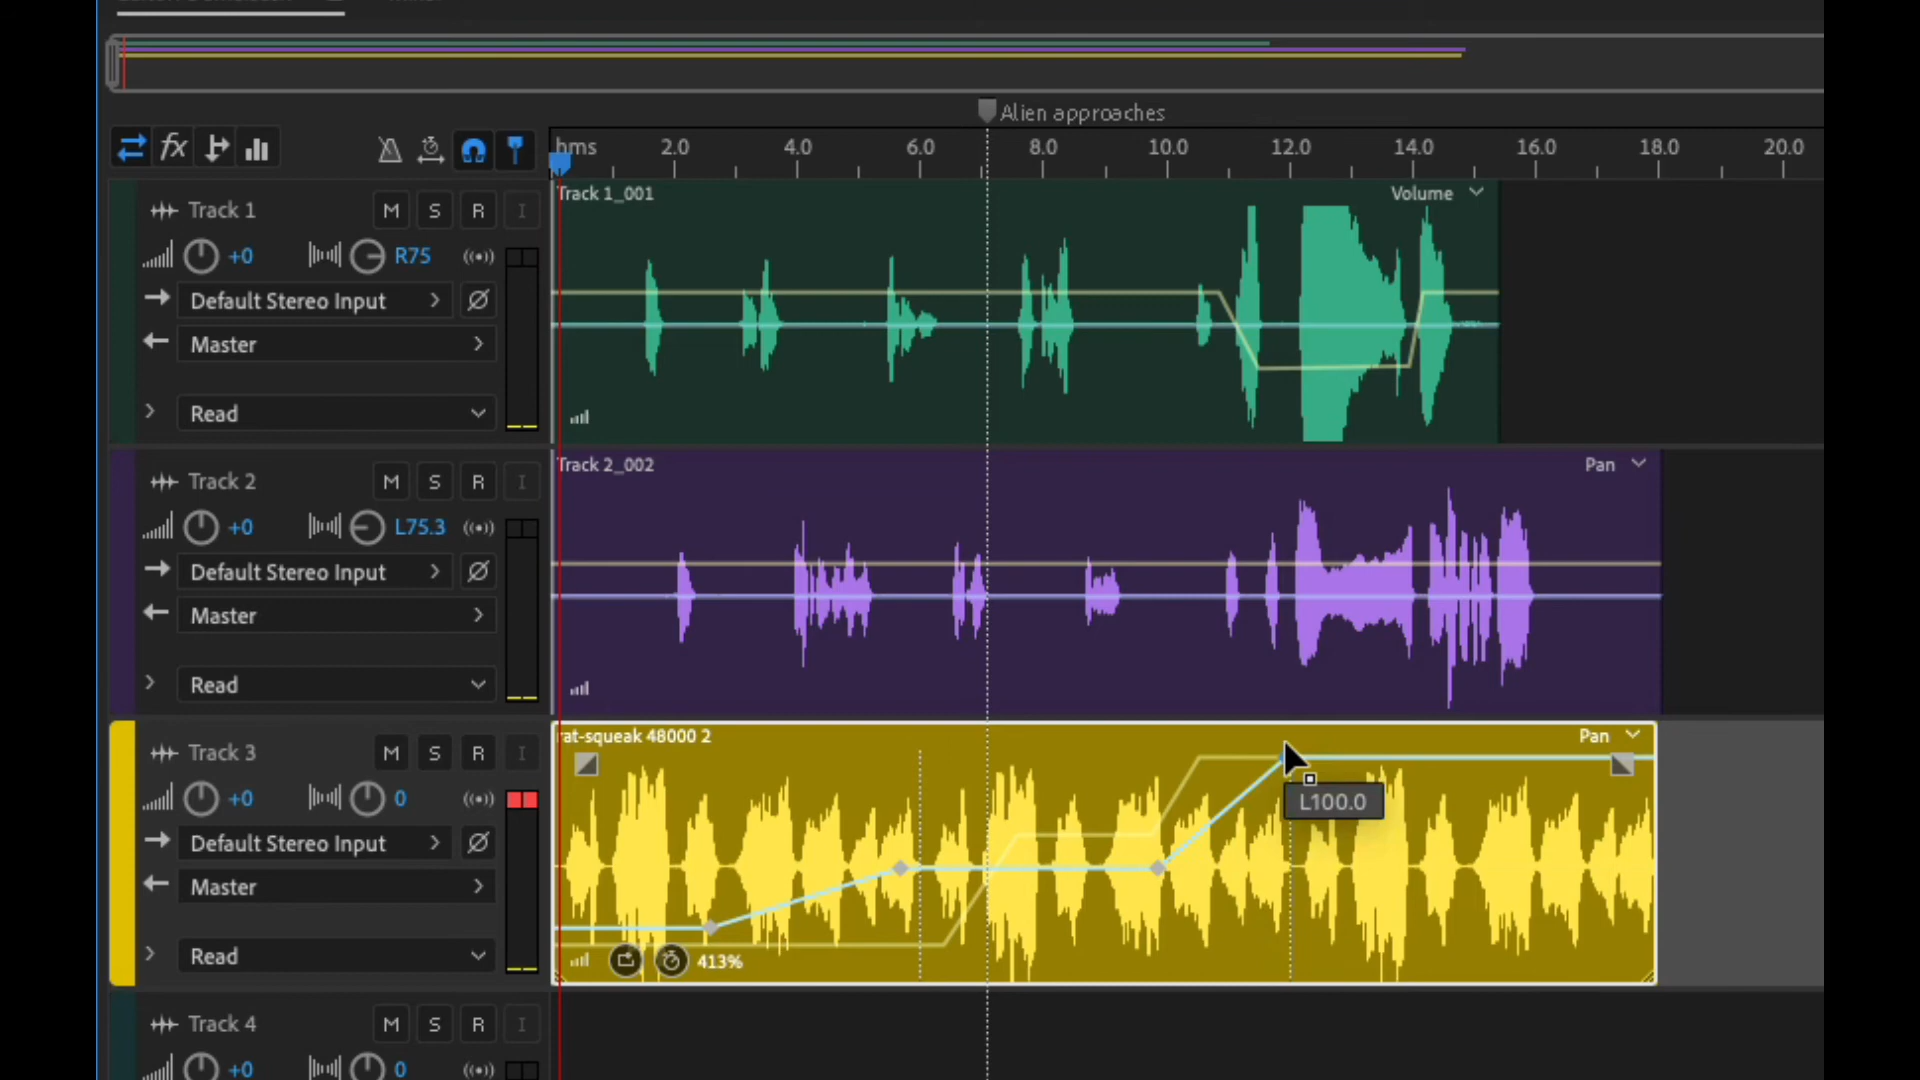 Alien approaches
fx
hms 2.0 4.0 6.0 8.0 10.0 12.0 14.0 16.0 18.0 20.0
Track 1 M S R I
+0 R75
Default Stereo Input
Master
Read
Track 1_001 Volume
Track 2 M S R I
+0 L75.3
Default Stereo Input
Master
Read
Track 2_002 Pan
Track 3 M S R I
+0 0
Default Stereo Input
Master
Read
rat-squeak 48000 2 Pan
L100.0
413%
Track 4 M S R I
+0 0